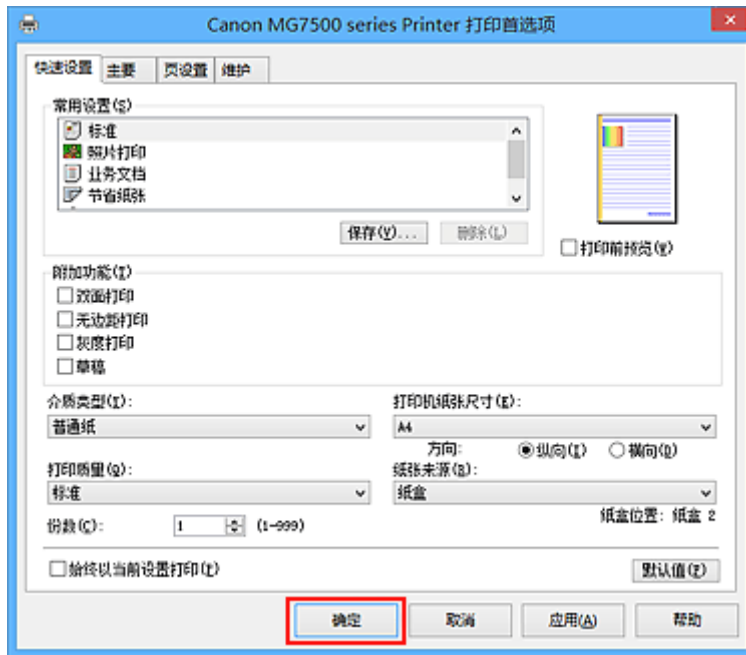 Canon MG7500 series Printer 打印首选项
快速设置 主要 页设置 维护
常用设置(S)
标准
照片打印
业务文档
节省纸张
保存(V)... 删除(L)
打印前预览(W)
附加功能(I)
双面打印
无边距打印
灰度打印
草稿
介质类型(I): 打印机纸张尺寸(E):
普通纸 A4
方向: 纵向(I) 横向(D)
打印质量(Q): 纸张来源(R):
标准 纸盒
纸盒位置: 纸盒 2
份数(C): 1 (1-999)
始终以当前设置打印(P) 默认值(F)
确定 取消 应用(A) 帮助